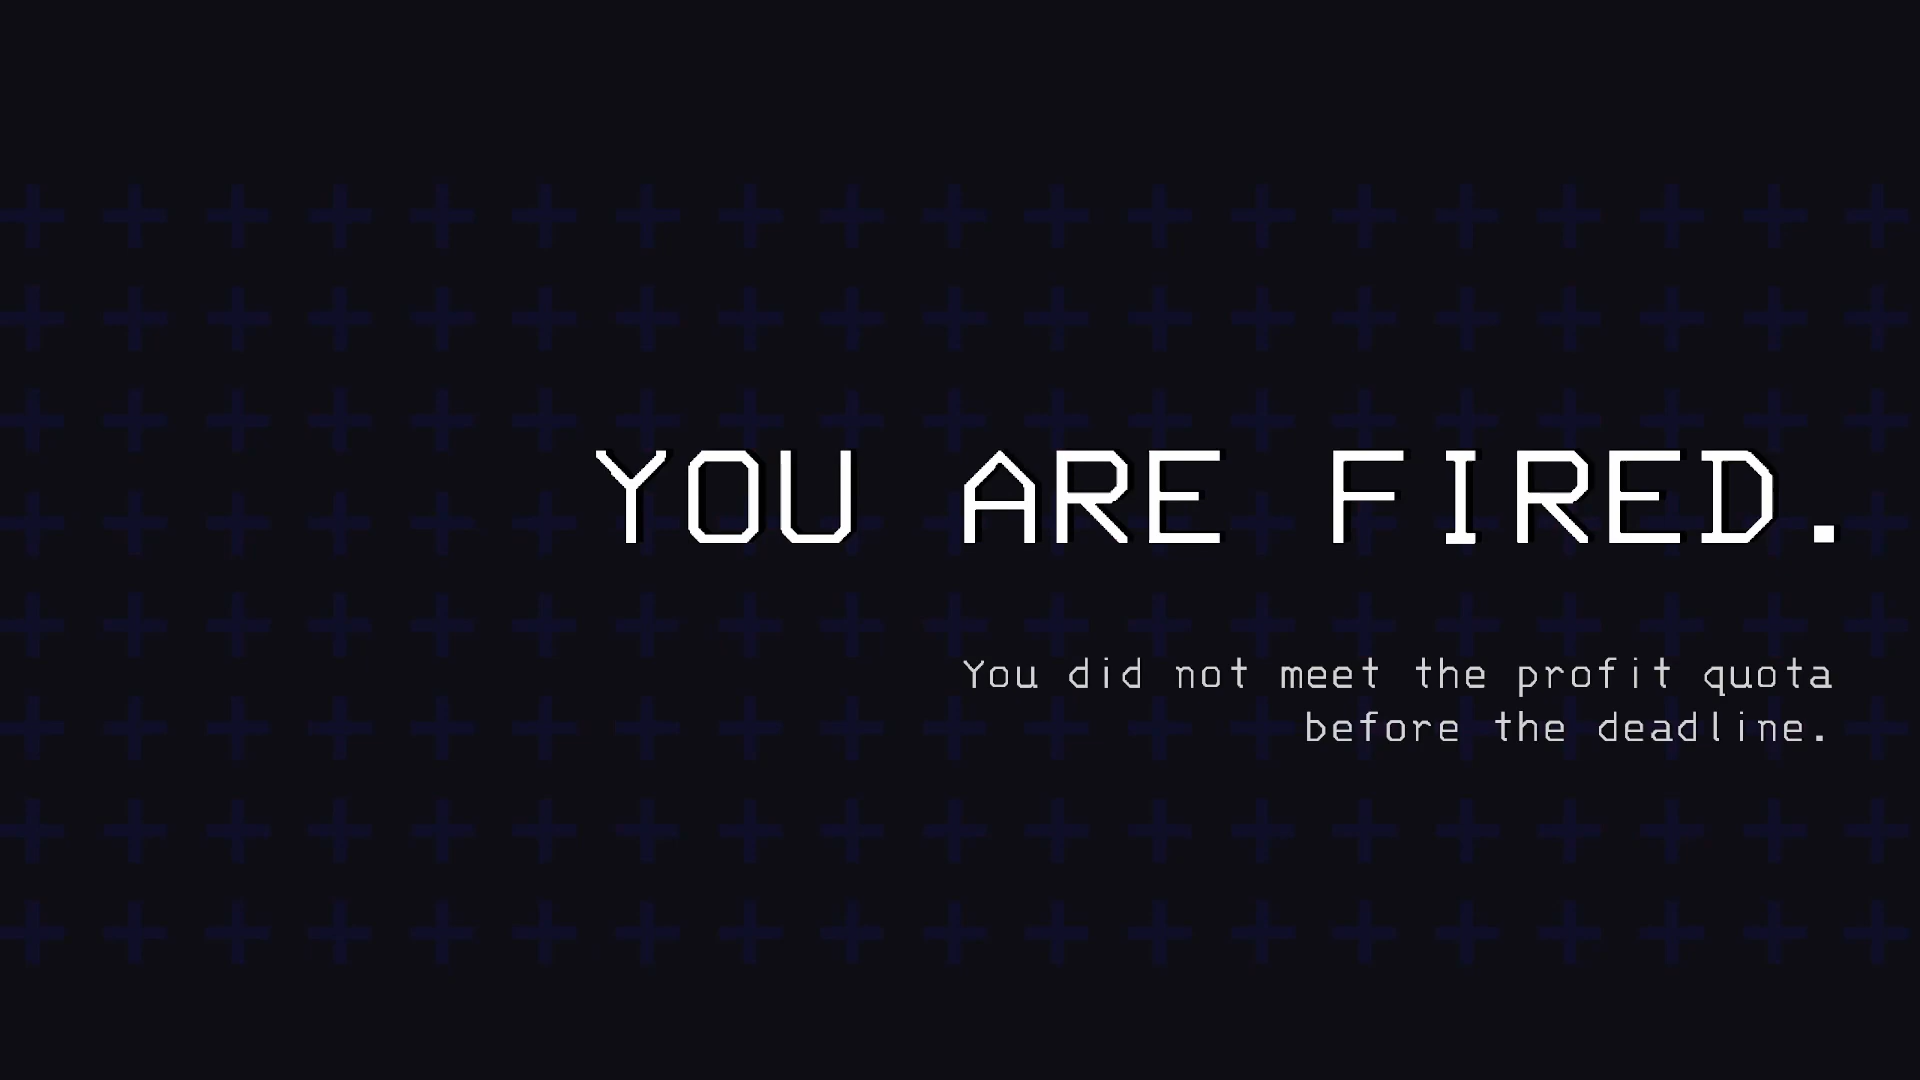 YOU ARE FIRED.
You did not meet the profit quota
before the deadline.